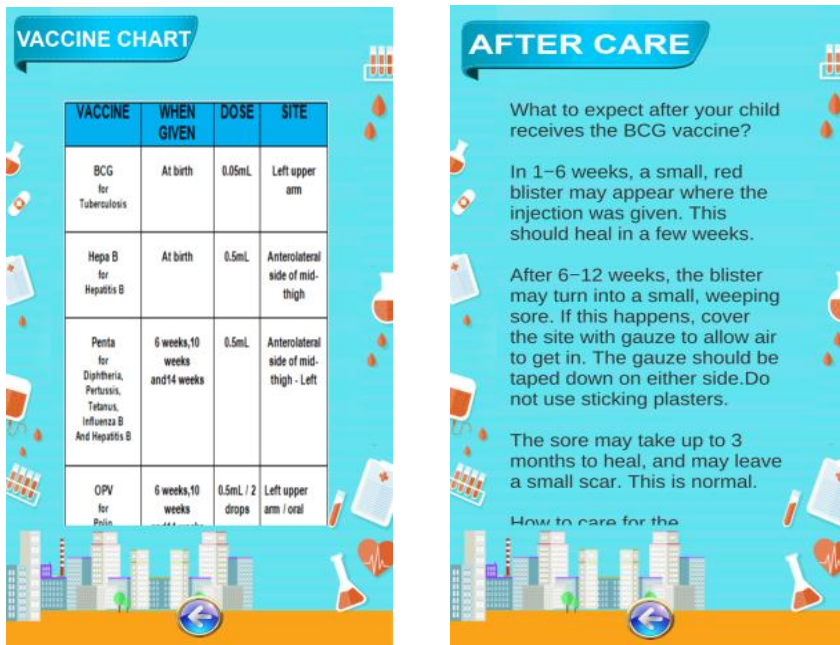 VACCINE CHART
VACCINE
WHEN
GIVEN
DOSE
SITE
BCG
for
Tuberculosis
At birth
0.05mL
Left upper
arm
Hepa B
for
Hepatitis B
At birth
0.5mL
Anterolateral
side of mid-
thigh
Penta
for
Diphtheria,
Pertussis,
Tetanus,
Influenza B
And Hepatitis B
6 weeks,10
weeks
and14 weeks
0.5mL
Anterolateral
side of mid-
thigh - Left
OPV
for
Polio
6 weeks,10
weeks
and14 weeks
0.5mL / 2
drops
Left upper
arm / oral
AFTER CARE
What to expect after your child
receives the BCG vaccine?
In 1-6 weeks, a small, red
blister may appear where the
injection was given. This
should heal in a few weeks.
After 6-12 weeks, the blister
may turn into a small, weeping
sore. If this happens, cover
the site with gauze to allow air
to get in. The gauze should be
taped down on either side.Do
not use sticking plasters.
The sore may take up to 3
months to heal, and may leave
a small scar. This is normal.
How to care for the